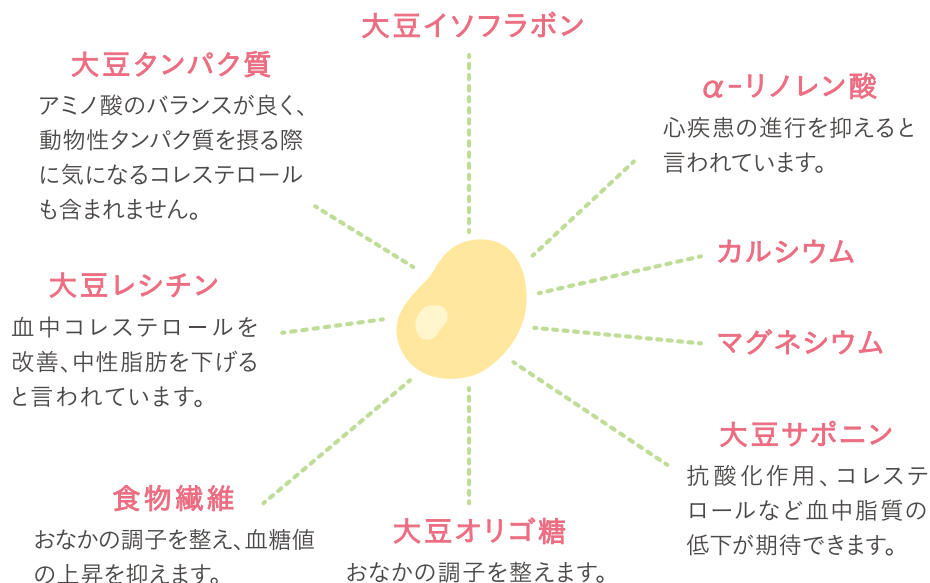 大豆イソフラボン
大豆タンパク質
アミノ酸のバランスが良く、
動物性タンパク質を摂る際
に気になるコレステロール
も含まれません。
α-リノレン酸
心疾患の進行を抑えると
言われています。
カルシウム
大豆レシチン
血中コレステロールを
改善、中性脂肪を下げる
と言われています。
マグネシウム
大豆サポニン
抗酸化作用、コレステ
ロールなど血中脂質の
低下が期待できます。
食物繊維
おなかの調子を整え、血糖値
の上昇を抑えます。
大豆オリゴ糖
おなかの調子を整えます。